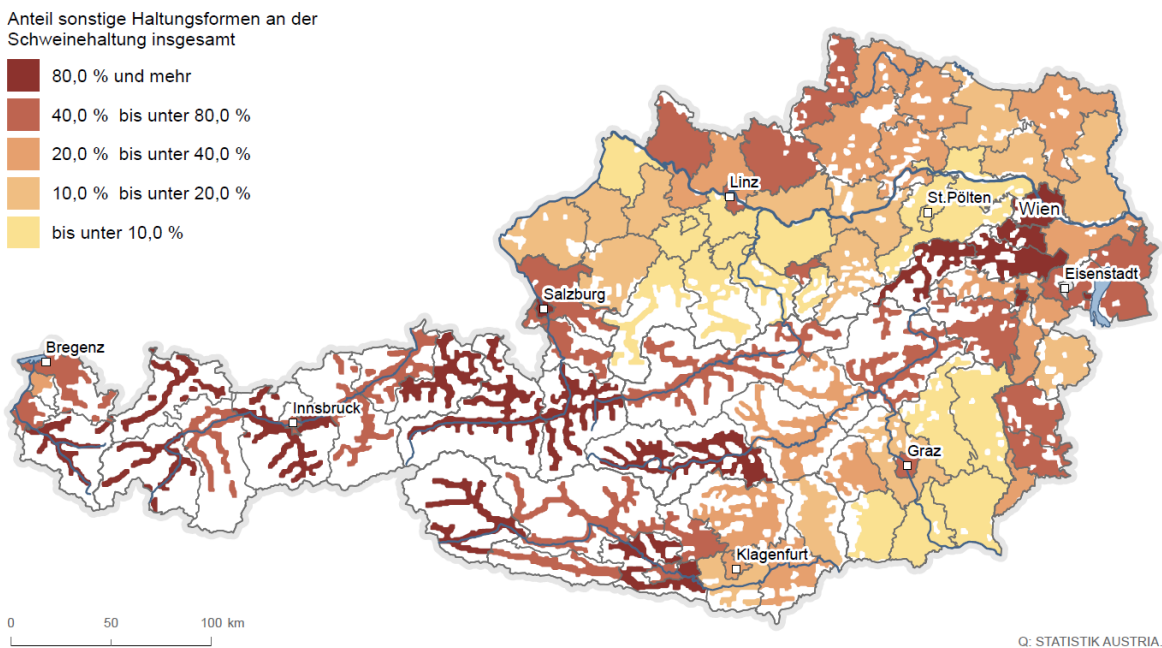 Anteil sonstige Haltungsformen an der
Schweinehaltung insgesamt
80,0 % und mehr
40,0 % bis unter 80,0 %
20,0 % bis unter 40,0 %
10,0 % bis unter 20,0 %
bis unter 10,0 %
Linz
St.Pölten
Wien
Eisenstadt
Salzburg
Bregenz
Innsbruck
Graz
Klagenfurt
0 50 100 km
Q: STATISTIK AUSTRIA.